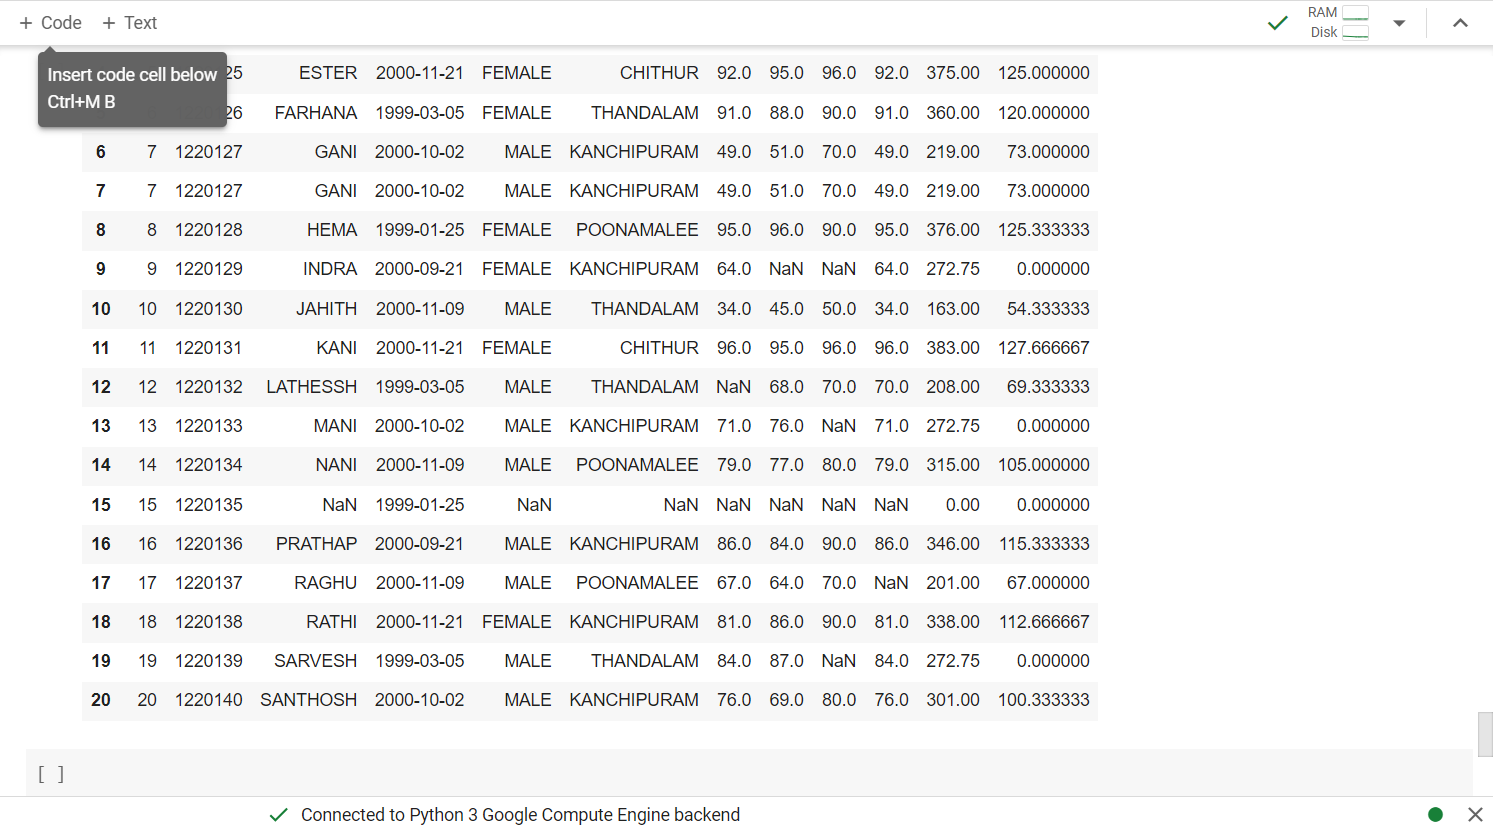 + Code + Text
RAM
Disk
Insert code cell below
Ctrl+M B
25 ESTER 2000-11-21 FEMALE CHITHUR 92.0 95.0 96.0 92.0 375.00 125.000000
26 FARHANA 1999-03-05 FEMALE THANDALAM 91.0 88.0 90.0 91.0 360.00 120.000000
6 7 1220127 GANI 2000-10-02 MALE KANCHIPURAM 49.0 51.0 70.0 49.0 219.00 73.000000
7 7 1220127 GANI 2000-10-02 MALE KANCHIPURAM 49.0 51.0 70.0 49.0 219.00 73.000000
8 8 1220128 HEMA 1999-01-25 FEMALE POONAMALEE 95.0 96.0 90.0 95.0 376.00 125.333333
9 9 1220129 INDRA 2000-09-21 FEMALE KANCHIPURAM 64.0 NaN NaN 64.0 272.75 0.000000
10 10 1220130 JAHITH 2000-11-09 MALE THANDALAM 34.0 45.0 50.0 34.0 163.00 54.333333
11 11 1220131 KANI 2000-11-21 FEMALE CHITHUR 96.0 95.0 96.0 96.0 383.00 127.666667
12 12 1220132 LATHESSH 1999-03-05 MALE THANDALAM NaN 68.0 70.0 70.0 208.00 69.333333
13 13 1220133 MANI 2000-10-02 MALE KANCHIPURAM 71.0 76.0 NaN 71.0 272.75 0.000000
14 14 1220134 NANI 2000-11-09 MALE POONAMALEE 79.0 77.0 80.0 79.0 315.00 105.000000
15 15 1220135 NaN 1999-01-25 NaN NaN NaN NaN NaN NaN 0.00 0.000000
16 16 1220136 PRATHAP 2000-09-21 MALE KANCHIPURAM 86.0 84.0 90.0 86.0 346.00 115.333333
17 17 1220137 RAGHU 2000-11-09 MALE POONAMALEE 67.0 64.0 70.0 NaN 201.00 67.000000
18 18 1220138 RATHI 2000-11-21 FEMALE KANCHIPURAM 81.0 86.0 90.0 81.0 338.00 112.666667
19 19 1220139 SARVESH 1999-03-05 MALE THANDALAM 84.0 87.0 NaN 84.0 272.75 0.000000
20 20 1220140 SANTHOSH 2000-10-02 MALE KANCHIPURAM 76.0 69.0 80.0 76.0 301.00 100.333333
[ ]
Connected to Python 3 Google Compute Engine backend